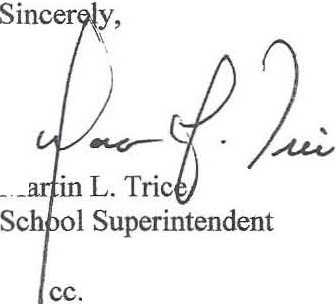 Sincerely,
artin L. Trice
School Superintendent
cc.